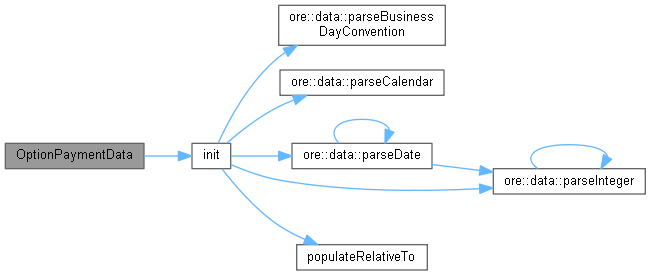 ore::data::parseBusiness
DayConvention
ore::data::parseCalendar
OptionPaymentData
init
ore::data::parseDate
ore::data::parseInteger
populateRelativeTo